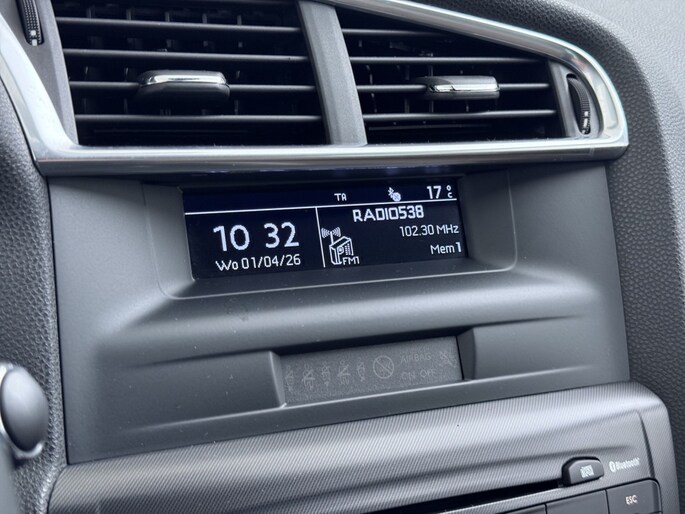 TA 17 °C
10 32
Wo 01/04/26
RADIO538
102.30 MHz
FM1
Mem 1
AIRBAG
ON OFF
Bluetooth
ESC